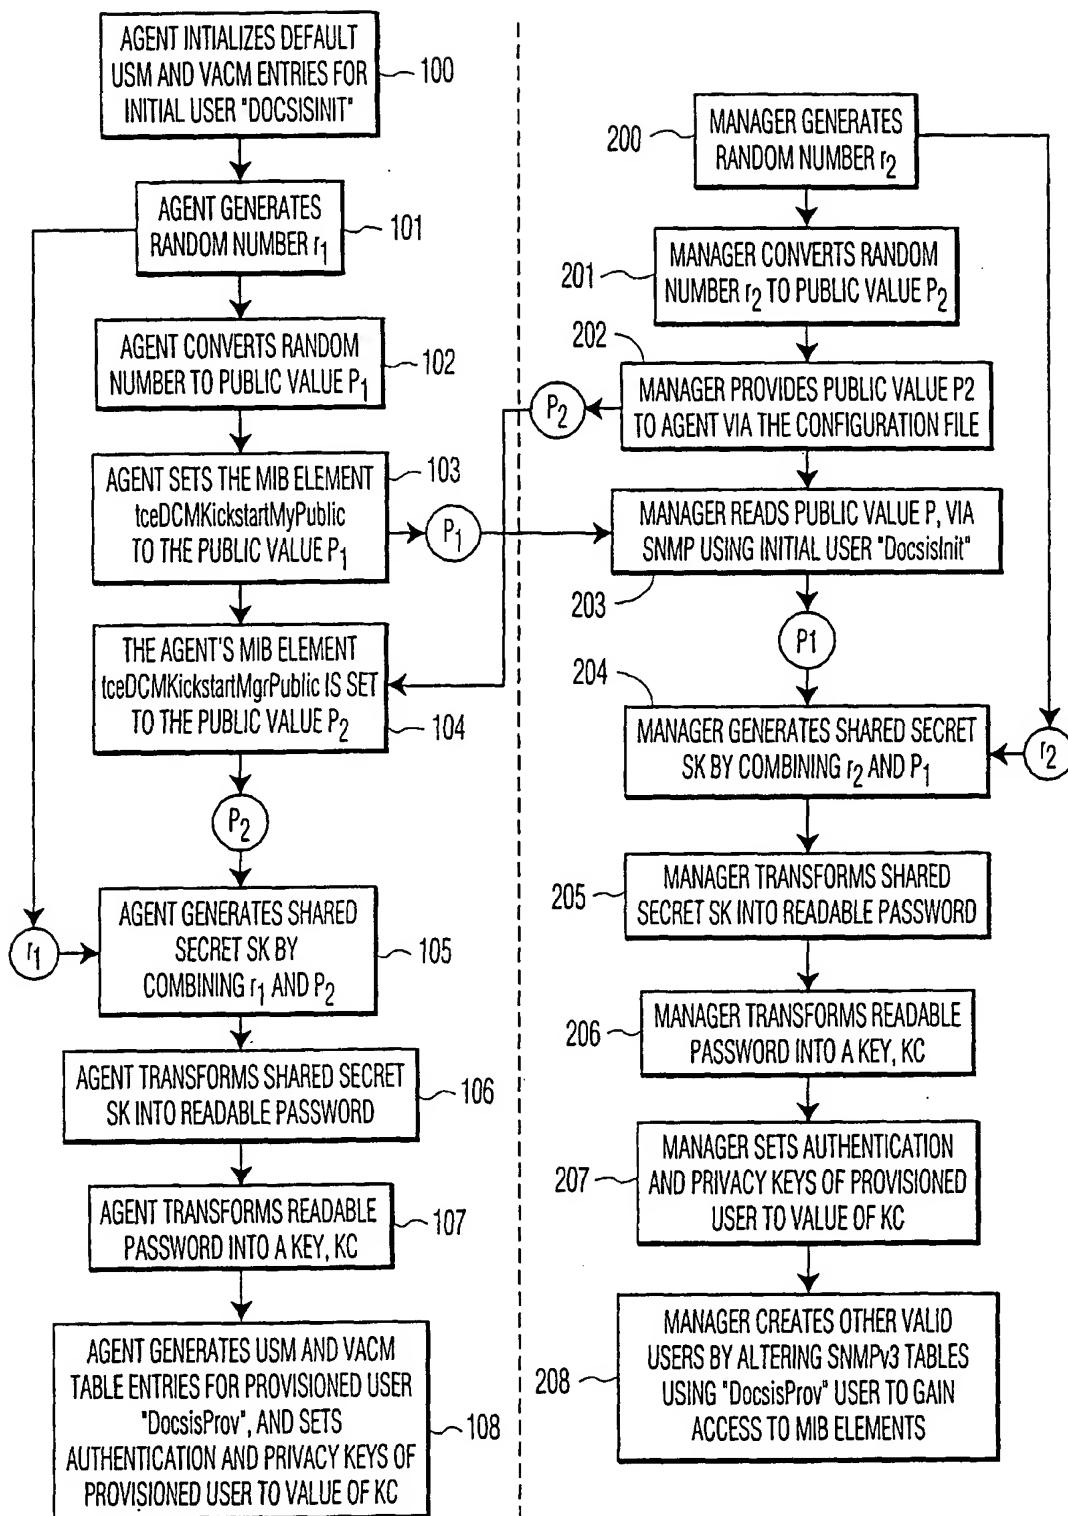 AGENT INTIALIZES DEFAULT
USM AND VACM ENTRIES FOR
INITIAL USER "DOCSISINIT"
100
AGENT GENERATES
RANDOM NUMBER r1
101
AGENT CONVERTS RANDOM
NUMBER TO PUBLIC VALUE P1
102
AGENT SETS THE MIB ELEMENT
tceDCMKickstartMyPublic
TO THE PUBLIC VALUE P1
103
P1
THE AGENT'S MIB ELEMENT
tceDCMKickstartMgrPublic IS SET
TO THE PUBLIC VALUE P2
104
P2
r1
AGENT GENERATES SHARED
SECRET SK BY
COMBINING r1 AND P2
105
AGENT TRANSFORMS SHARED SECRET
SK INTO READABLE PASSWORD
106
AGENT TRANSFORMS READABLE
PASSWORD INTO A KEY, KC
107
AGENT GENERATES USM AND VACM
TABLE ENTRIES FOR PROVISIONED USER
"DocsisProv", AND SETS
AUTHENTICATION AND PRIVACY KEYS OF
PROVISIONED USER TO VALUE OF KC
108
200
MANAGER GENERATES
RANDOM NUMBER r2
201
MANAGER CONVERTS RANDOM
NUMBER r2 TO PUBLIC VALUE P2
202
MANAGER PROVIDES PUBLIC VALUE P2
TO AGENT VIA THE CONFIGURATION FILE
P2
MANAGER READS PUBLIC VALUE P, VIA
SNMP USING INITIAL USER "DocsisInit"
203
P1
204
MANAGER GENERATES SHARED SECRET
SK BY COMBINING r2 AND P1
r2
205
MANAGER TRANSFORMS SHARED
SECRET SK INTO READABLE PASSWORD
206
MANAGER TRANSFORMS READABLE
PASSWORD INTO A KEY, KC
207
MANAGER SETS AUTHENTICATION
AND PRIVACY KEYS OF PROVISIONED
USER TO VALUE OF KC
208
MANAGER CREATES OTHER VALID
USERS BY ALTERING SNMPv3 TABLES
USING "DocsisProv" USER TO GAIN
ACCESS TO MIB ELEMENTS